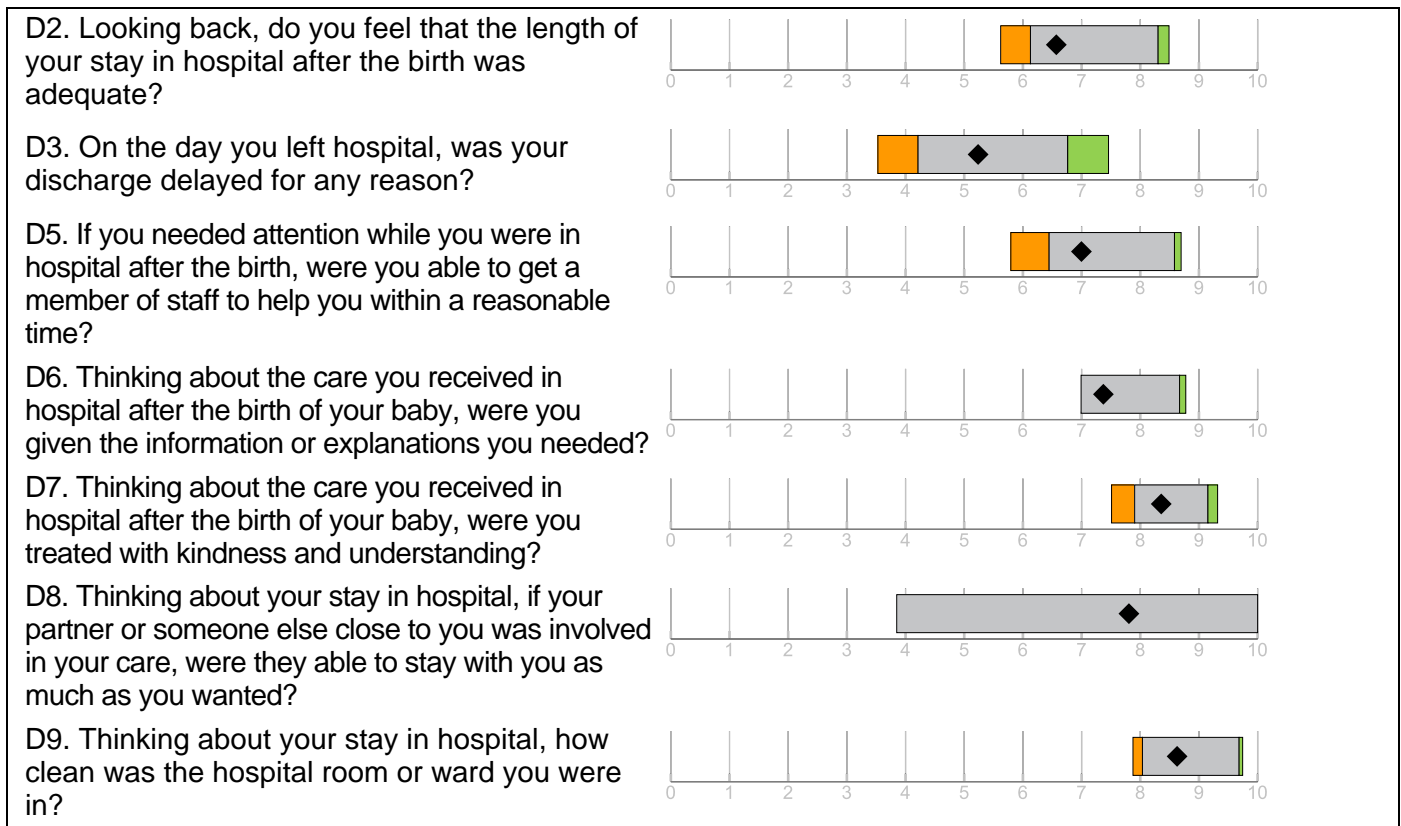 D2. Looking back, do you feel that the length of
your stay in hospital after the birth was
adequate?
0 1 2 3 4 5 6 7 8 9 10
D3. On the day you left hospital, was your
discharge delayed for any reason?
0 1 2 3 4 5 6 7 8 9 10
D5. If you needed attention while you were in
hospital after the birth, were you able to get a
member of staff to help you within a reasonable
time?
0 1 2 3 4 5 6 7 8 9 10
D6. Thinking about the care you received in
hospital after the birth of your baby, were you
given the information or explanations you needed?
0 1 2 3 4 5 6 7 8 9 10
D7. Thinking about the care you received in
hospital after the birth of your baby, were you
treated with kindness and understanding?
0 1 2 3 4 5 6 7 8 9 10
D8. Thinking about your stay in hospital, if your
partner or someone else close to you was involved
in your care, were they able to stay with you as
much as you wanted?
0 1 2 3 4 5 6 7 8 9 10
D9. Thinking about your stay in hospital, how
clean was the hospital room or ward you were
in?
0 1 2 3 4 5 6 7 8 9 10